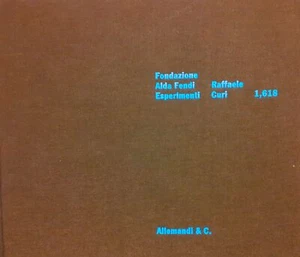 Fondazione
Alda Fendi Raffaele
Esperimenti Curi 1,618
Allemandi & C.